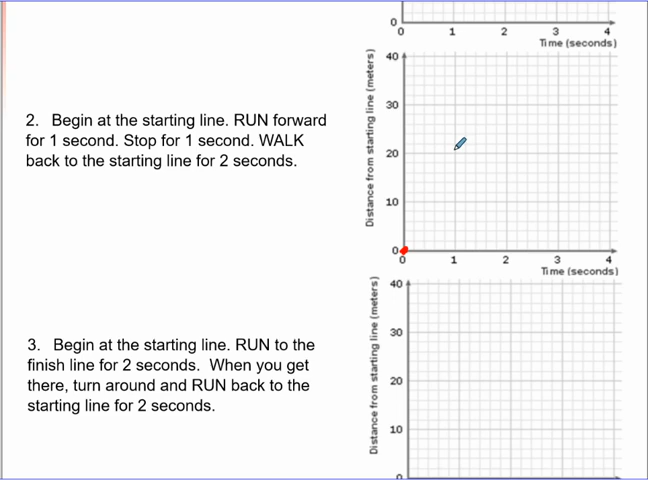 0
0 1 2 3 4
Time (seconds)
2. Begin at the starting line. RUN forward
for 1 second. Stop for 1 second. WALK
back to the starting line for 2 seconds.
Distance from starting line (meters)
40
30
20
10
0
0 1 2 3 4
Time (seconds)
3. Begin at the starting line. RUN to the
finish line for 2 seconds. When you get
there, turn around and RUN back to the
starting line for 2 seconds.
Distance from starting line (meters)
40
30
20
10
0